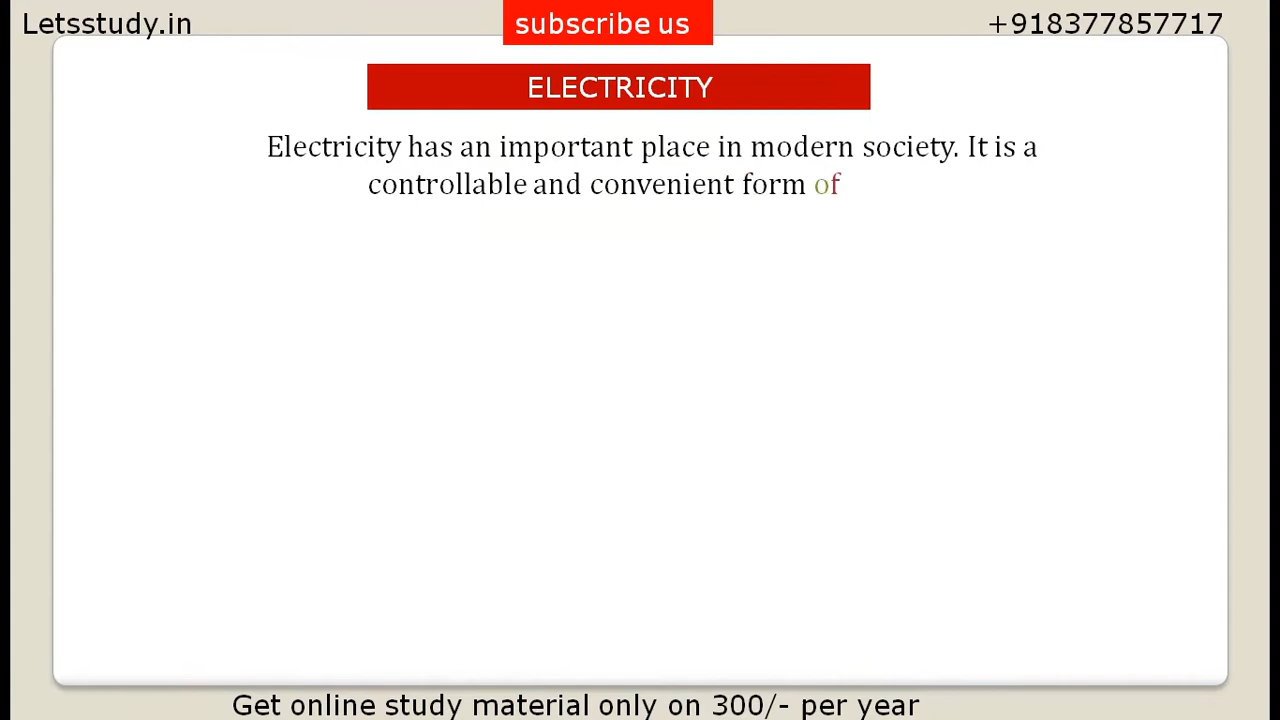 Letsstudy.in
subscribe us
+918377857717
ELECTRICITY
Electricity has an important place in modern society. It is a
controllable and convenient form of
Get online study material only on 300/- per year